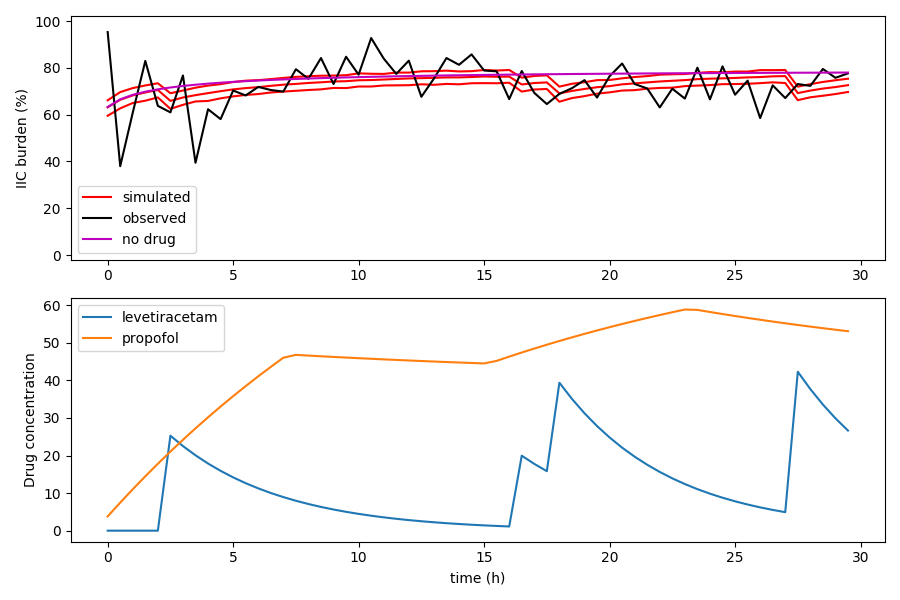 IIC burden (%)
100
80
60
40
20
0
simulated
observed
no drug
0 5 10 15 20 25 30
Drug concentration
60
50
40
30
20
10
0
levetiracetam
propofol
0 5 10 15 20 25 30
time (h)